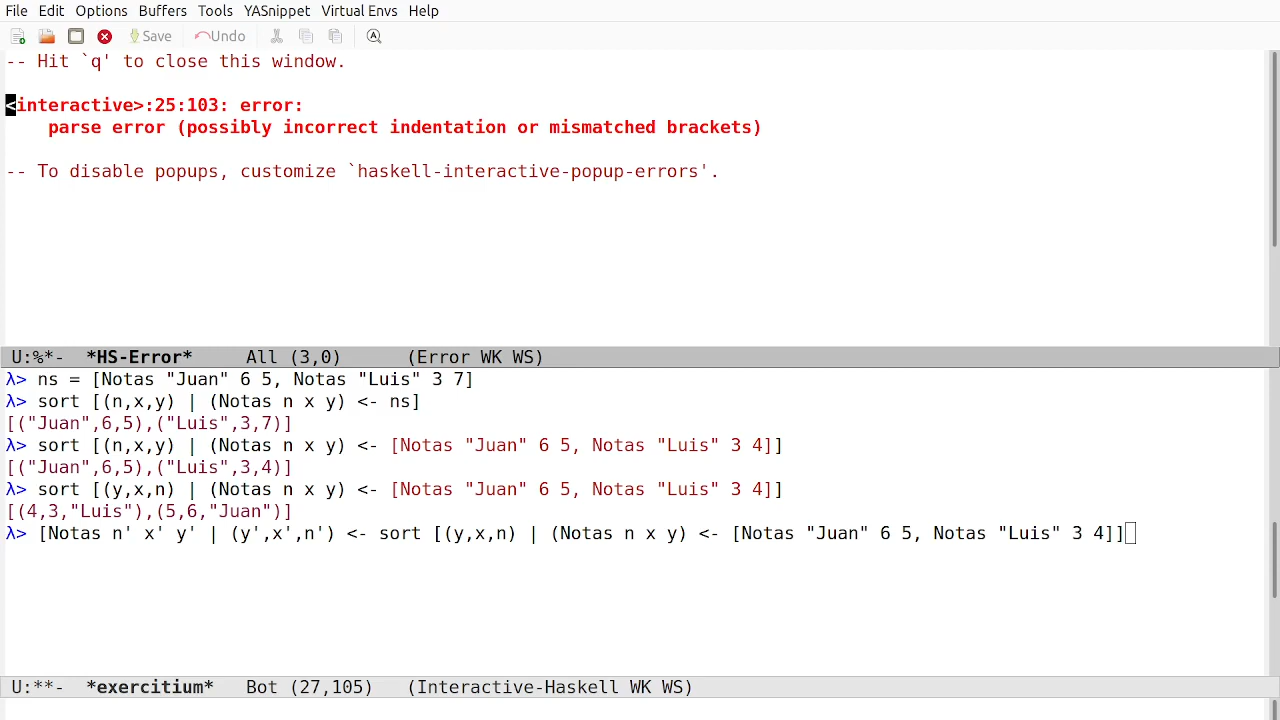 File Edit Options Buffers Tools YASnippet Virtual Envs Help
Save Undo
-- Hit `q' to close this window.
<interactive>:25:103: error:
    parse error (possibly incorrect indentation or mismatched brackets)
-- To disable popups, customize `haskell-interactive-popup-errors'.
U:%*-  *HS-Error*     All (3,0)      (Error WK WS)
λ> ns = [Notas "Juan" 6 5, Notas "Luis" 3 7]
λ> sort [(n,x,y) | (Notas n x y) <- ns]
[("Juan",6,5),("Luis",3,7)]
λ> sort [(n,x,y) | (Notas n x y) <- [Notas "Juan" 6 5, Notas "Luis" 3 4]]
[("Juan",6,5),("Luis",3,4)]
λ> sort [(y,x,n) | (Notas n x y) <- [Notas "Juan" 6 5, Notas "Luis" 3 4]]
[(4,3,"Luis"),(5,6,"Juan")]
λ> [Notas n' x' y' | (y',x',n') <- sort [(y,x,n) | (Notas n x y) <- [Notas "Juan" 6 5, Notas "Luis" 3 4]]
U:**-  *exercitium*   Bot (27,105)   (Interactive-Haskell WK WS)